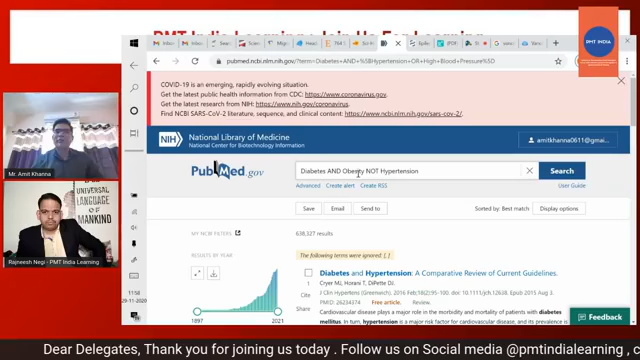 PMT INDIA
pubmed.ncbi.nlm.nih.gov/?term=Diabetes+AND+%5BHypertension+OR+High+Blood+Pressure%5D
COVID-19 is an emerging, rapidly evolving situation.
Get the latest public health information from CDC: https://www.coronavirus.gov.
Get the latest research from NIH: https://www.nih.gov/coronavirus.
Find NCBI SARS-CoV-2 literature, sequence, and clinical content: https://www.ncbi.nlm.nih.gov/sars-cov-2/.
NIH National Library of Medicine
National Center for Biotechnology Information
amitkhanna0611@gmai...
PubMed.gov
Diabetes AND Obesity NOT Hypertension
Search
Advanced Create alert Create RSS
User Guide
Save Email Send to
Sorted by: Best match Display options
MY NCBI FILTERS
638,327 results
RESULTS BY YEAR
The following terms were ignored: [, ]
Diabetes and Hypertension: A Comparative Review of Current Guidelines.
1
Cryer MJ, Horani T, DiPette DJ.
Cite
J Clin Hypertens (Greenwich). 2016 Feb;18(2):95-100. doi: 10.1111/jch.12638. Epub 2015 Aug 3.
PMID: 26234374 Free article. Review.
Share
Cardiovascular disease plays a major role in the morbidity and mortality of patients with diabetes
mellitus. In turn, hypertension is a major risk factor for cardiovascular disease, and its prevalence is
1897 2021
Feedback
11:58
29-11-2020
Mr. Amit Khanna
UNIVERSAL
LANGUAGE
MANKIND
Rajneesh Negi - PMT India Learning
Dear Delegates, Thank you for joining us today . Follow us on Social media @pmtindialearning ,